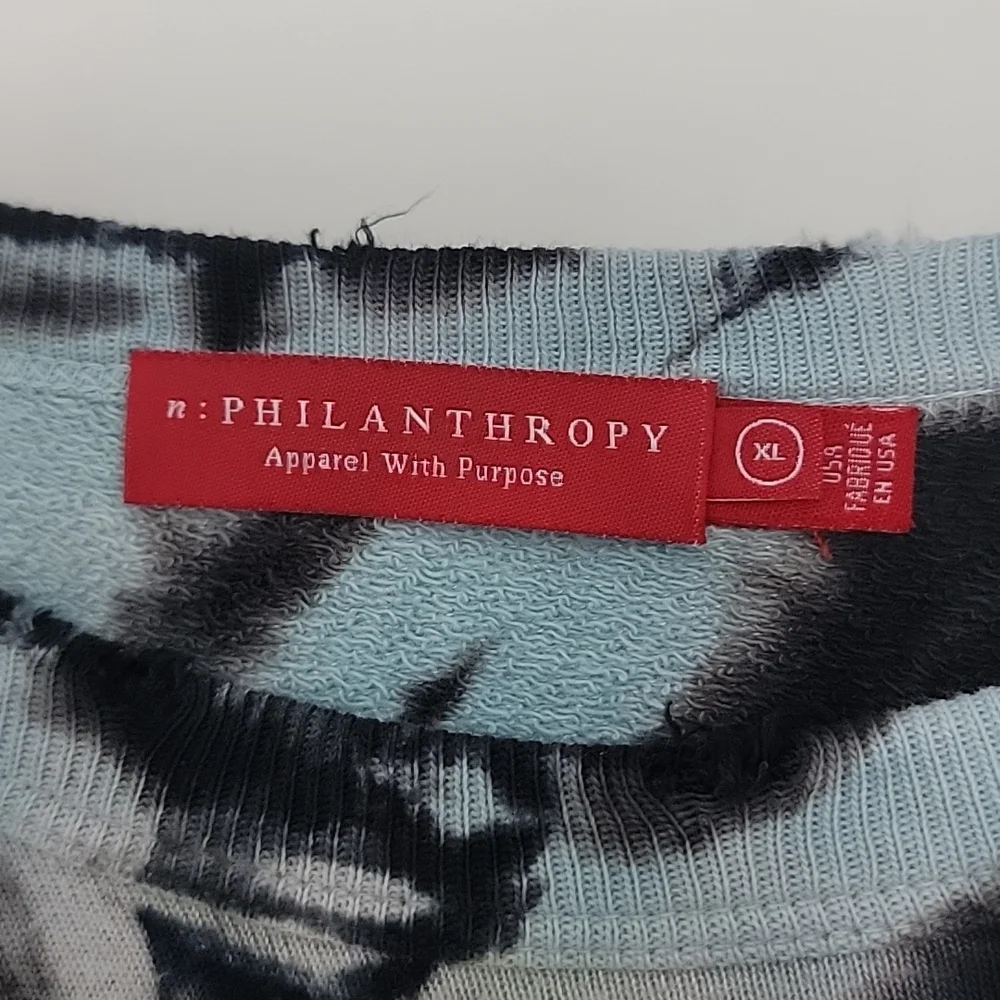 n:PHILANTHROPY
Apparel With Purpose
XL
USA
FABRIQUÉ
EN USA